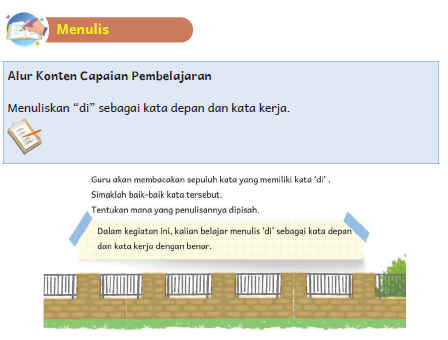 Menulis
Alur Konten Capaian Pembelajaran
Menuliskan “di” sebagai kata depan dan kata kerja.
Guru akan membacakan sepuluh kata yang memiliki kata ‘di’ .
Simaklah baik-baik kata tersebut.
Tentukan mana yang penulisannya dipisah.
Dalam kegiatan ini, kalian belajar menulis ‘di’ sebagai kata depan
dan kata kerja dengan benar.